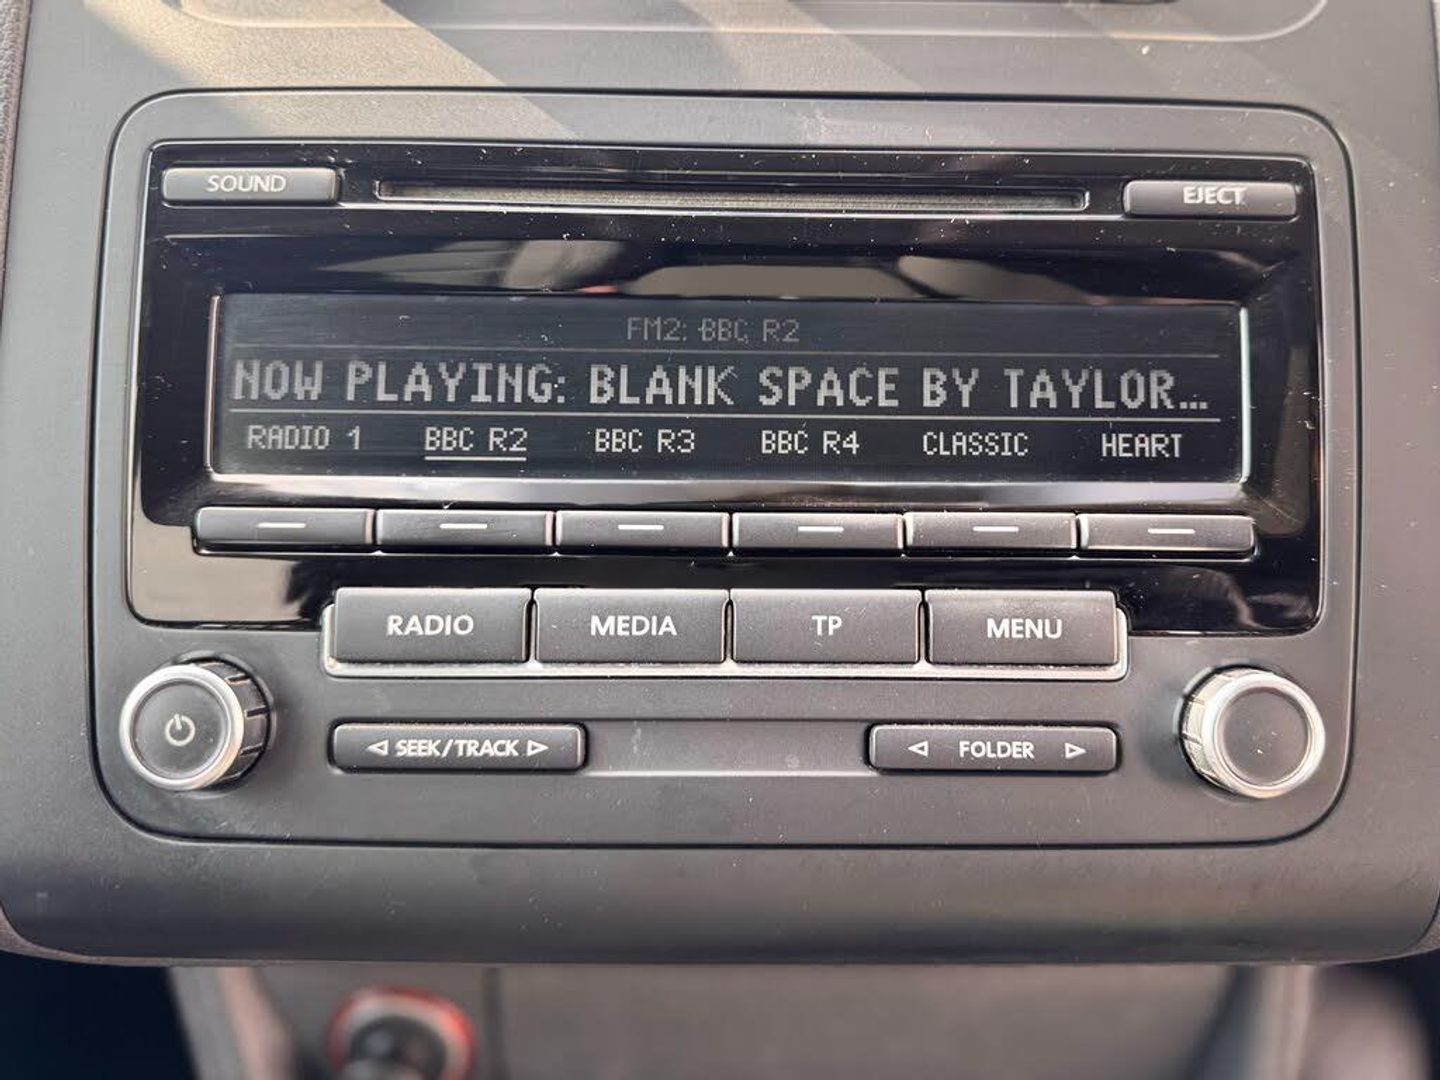 SOUND EJECT
FM2: BBC R2
NOW PLAYING: BLANK SPACE BY TAYLOR...
RADIO 1 BBC R2 BBC R3 BBC R4 CLASSIC HEART
RADIO MEDIA TP MENU
SEEK/TRACK FOLDER